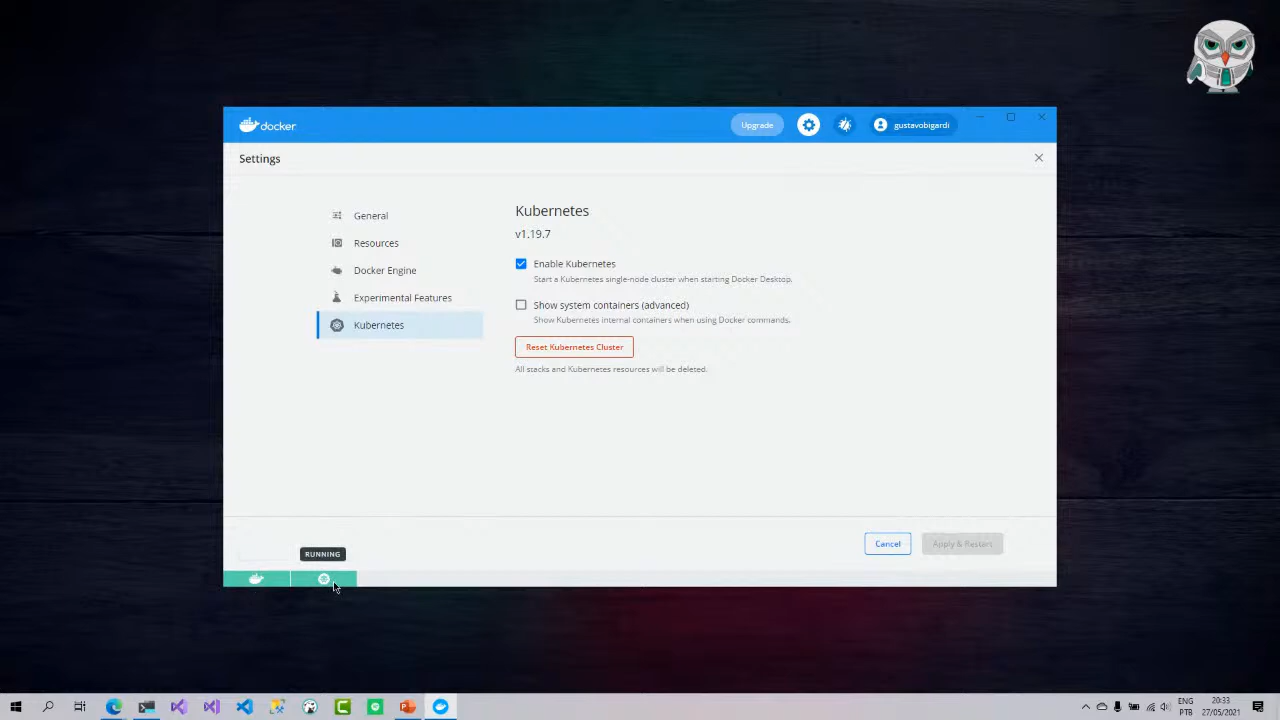 docker
Upgrade
gustavobigardi
Settings
General
Resources
Docker Engine
Experimental Features
Kubernetes
Kubernetes
v1.19.7
Enable Kubernetes
Start a Kubernetes single-node cluster when starting Docker Desktop.
Show system containers (advanced)
Show Kubernetes internal containers when using Docker commands.
Reset Kubernetes Cluster
All stacks and Kubernetes resources will be deleted.
Cancel
Apply & Restart
RUNNING
ENG
PTB
20:33
27/05/2021